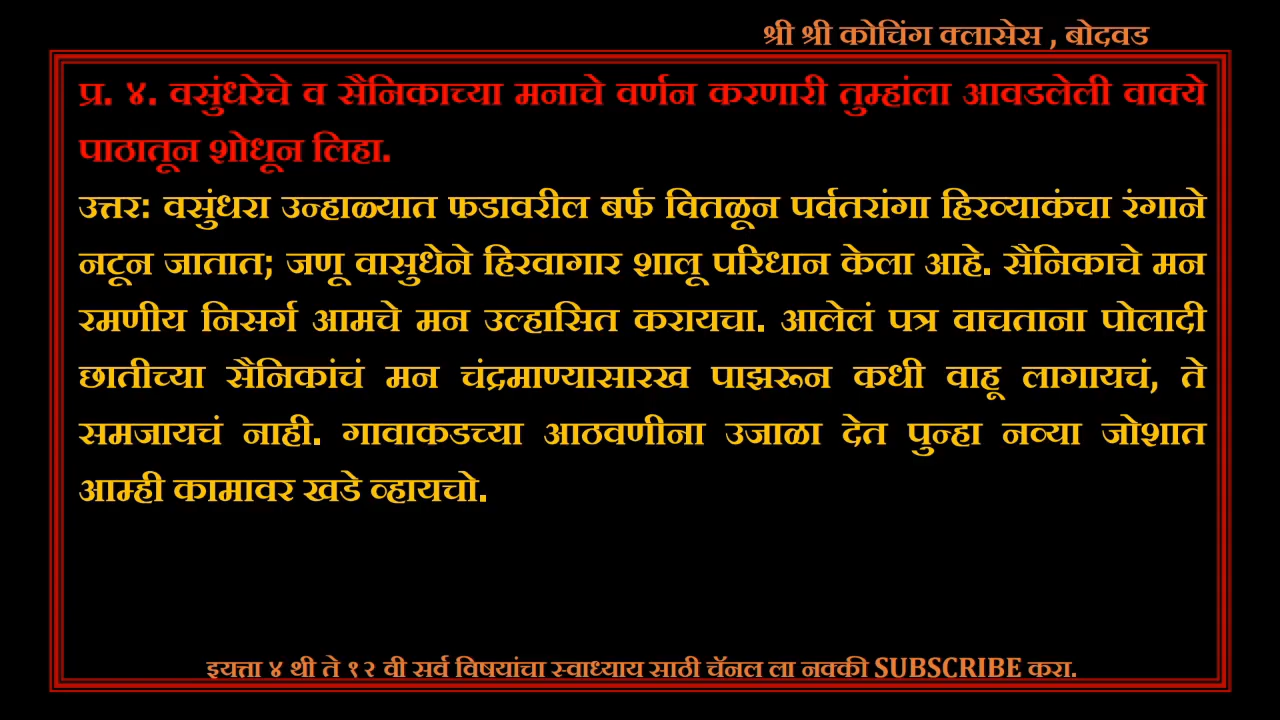 श्री श्री कोचिंग क्लासेस , बोदवड
प्र. ४. वसुंधरेचे व सैनिकाच्या मनाचे वर्णन करणारी तुम्हांला आवडलेली वाक्ये
पाठातून शोधून लिहा.
उत्तर: वसुंधरा उन्हाळ्यात फडावरील बर्फ वितळून पर्वतरांगा हिरव्याकंचा रंगाने
नटून जातात; जणू वासुधेने हिरवागार शालू परिधान केला आहे. सैनिकाचे मन
रमणीय निसर्ग आमचे मन उल्हासित करायचा. आलेलं पत्र वाचताना पोलादी
छातीच्या सैनिकांचं मन चंद्रमाण्यासारख पाझरून कधी वाहू लागायचं, ते
समजायचं नाही. गावाकडच्या आठवणीना उजाळा देत पुन्हा नव्या जोशात
आम्ही कामावर खडे व्हायचो.
इयत्ता ४ थी ते १२ वी सर्व विषयांचा स्वाध्याय साठी चॅनल ला नक्की SUBSCRIBE करा.